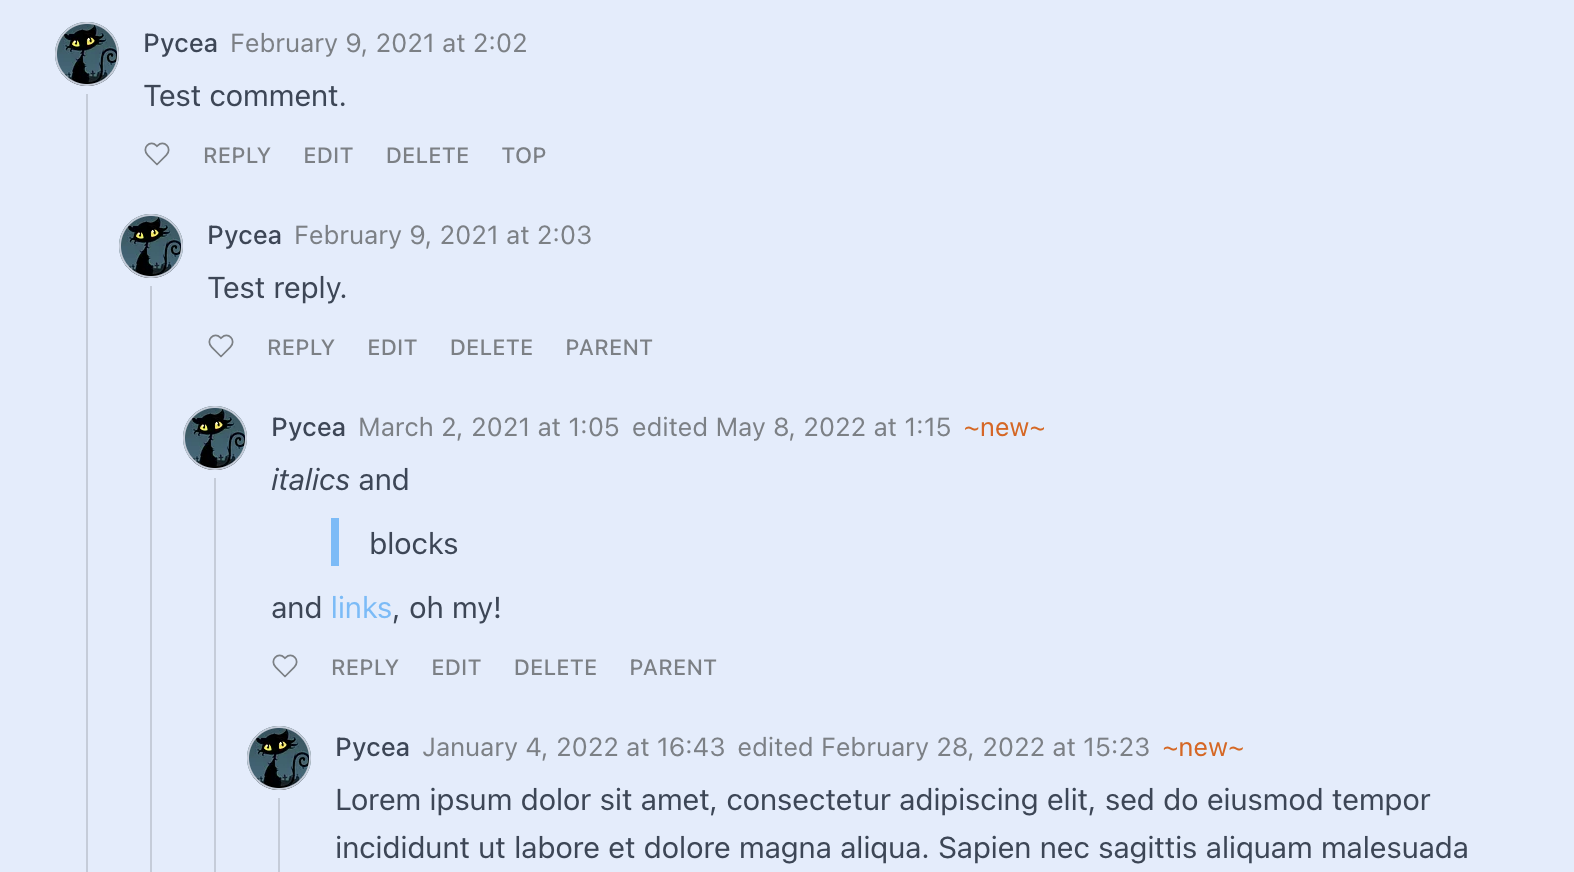 Pycea February 9, 2021 at 2:02
Test comment.
REPLY EDIT DELETE TOP
Pycea February 9, 2021 at 2:03
Test reply.
REPLY EDIT DELETE PARENT
Pycea March 2, 2021 at 1:05 edited May 8, 2022 at 1:15 ~new~
italics and
blocks
and links, oh my!
REPLY EDIT DELETE PARENT
Pycea January 4, 2022 at 16:43 edited February 28, 2022 at 15:23 ~new~
Lorem ipsum dolor sit amet, consectetur adipiscing elit, sed do eiusmod tempor
incididunt ut labore et dolore magna aliqua. Sapien nec sagittis aliquam malesuada